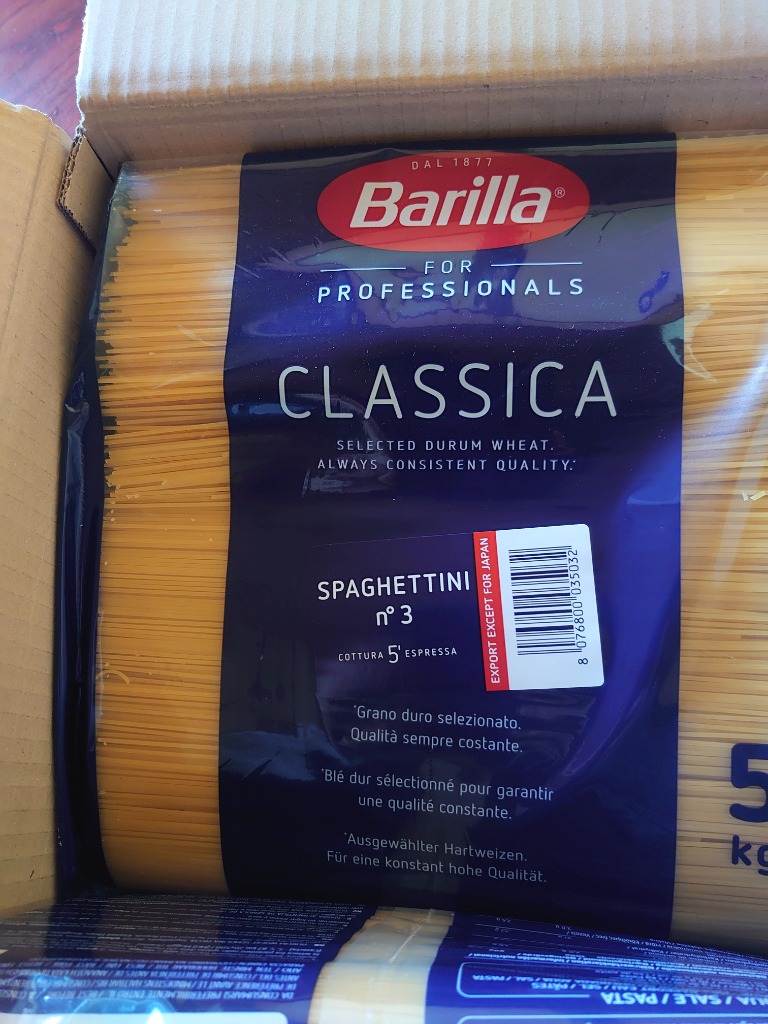 DAL 1877
Barilla®
FOR
PROFESSIONALS
CLASSICA
SELECTED DURUM WHEAT.
ALWAYS CONSISTENT QUALITY.*
SPAGHETTINI
n° 3
COTTURA 5' ESPRESSA
EXPORT EXCEPT FOR JAPAN
8 076800 035032
*Grano duro selezionato.
Qualità sempre costante.
*Blé dur sélectionné pour garantir
une qualité constante.
*Ausgewählter Hartweizen.
Für eine konstant hohe Qualität.
5
kg
SALE / PASTA